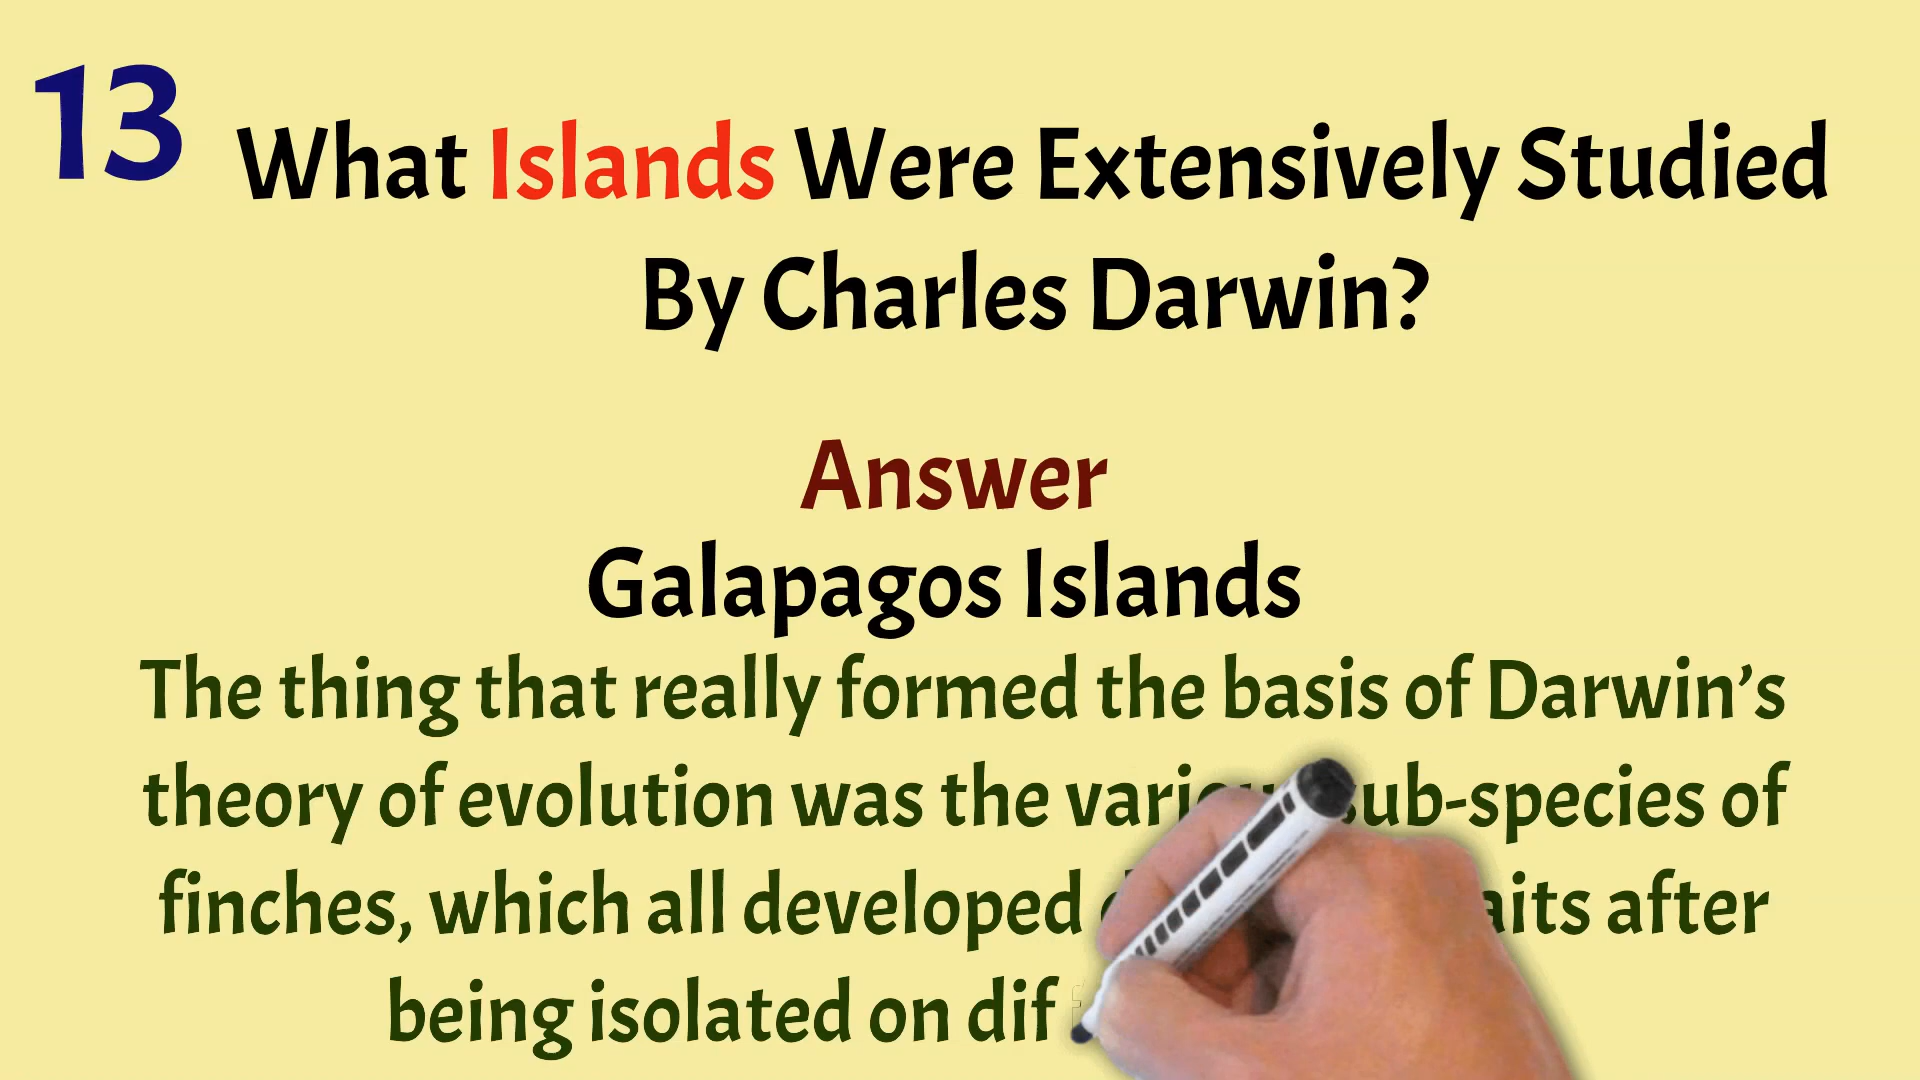 13
What Islands Were Extensively Studied
By Charles Darwin?
Answer
Galapagos Islands
The thing that really formed the basis of Darwin's
theory of evolution was the sub-species of
finches, which all developed after
being isolated on dif